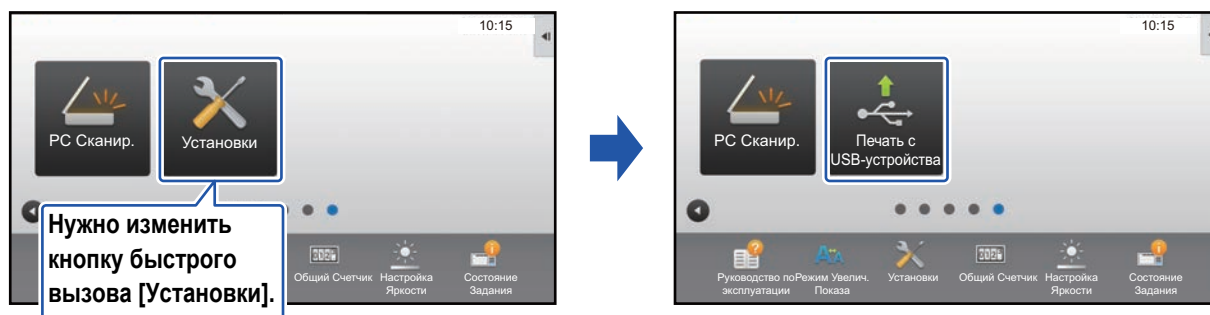 10:15
PC Сканир.
Установки
Нужно изменить
кнопку быстрого
вызова [Установки].
Общий Счетчик
Настройка
Яркости
Состояние
Задания
10:15
PC Сканир.
Печать с
USB-устройства
Руководство по
эксплуатации
Режим Увелич.
Показа
Установки
Общий Счетчик
Настройка
Яркости
Состояние
Задания